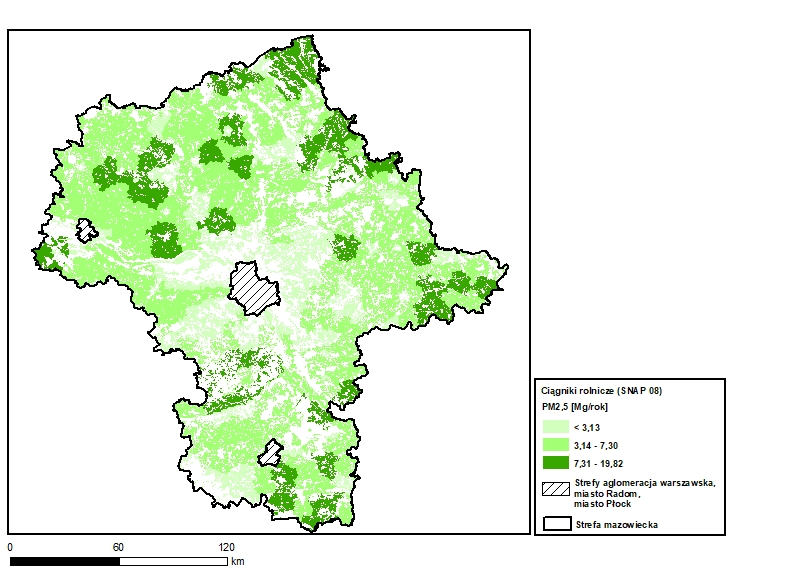 Ciągniki rolnicze (SNAP 08)
PM2,5 [Mg/rok]
< 3,13
3,14 - 7,30
7,31 - 19,82
Strefy aglomeracja warszawska,
miasto Radom,
miasto Płock
Strefa mazowiecka
0 60 120
km